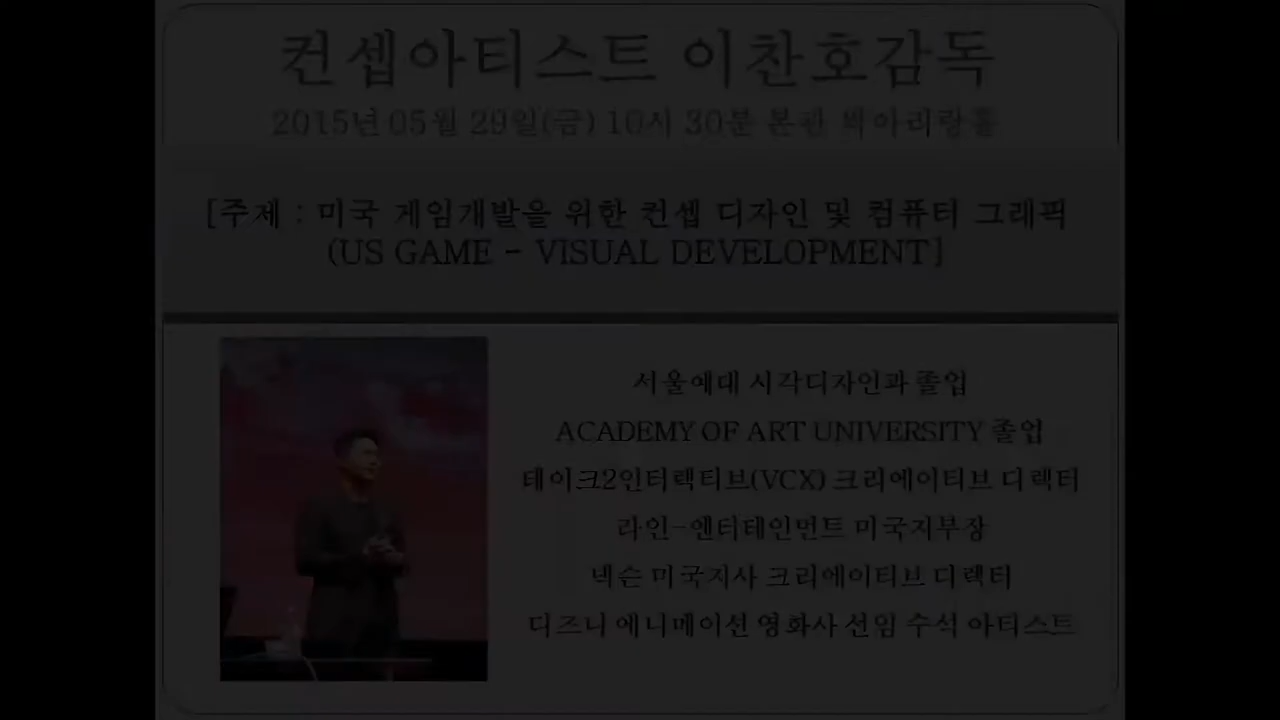 컨셉아티스트 이찬호감독
2015년 05월 29일(금) 10시 30분 본관 뫼아리랑홀
[주제 : 미국 게임개발을 위한 컨셉 디자인 및 컴퓨터 그래픽
(US GAME - VISUAL DEVELOPMENT]
서울예대 시각디자인과 졸업
ACADEMY OF ART UNIVERSITY 졸업
테이크2인터랙티브(VCX) 크리에이티브 디렉터
라인-엔터테인먼트 미국지부장
넥슨 미국지사 크리에이티브 디렉터
디즈니 에니메이션 영화사 선임 수석 아티스트